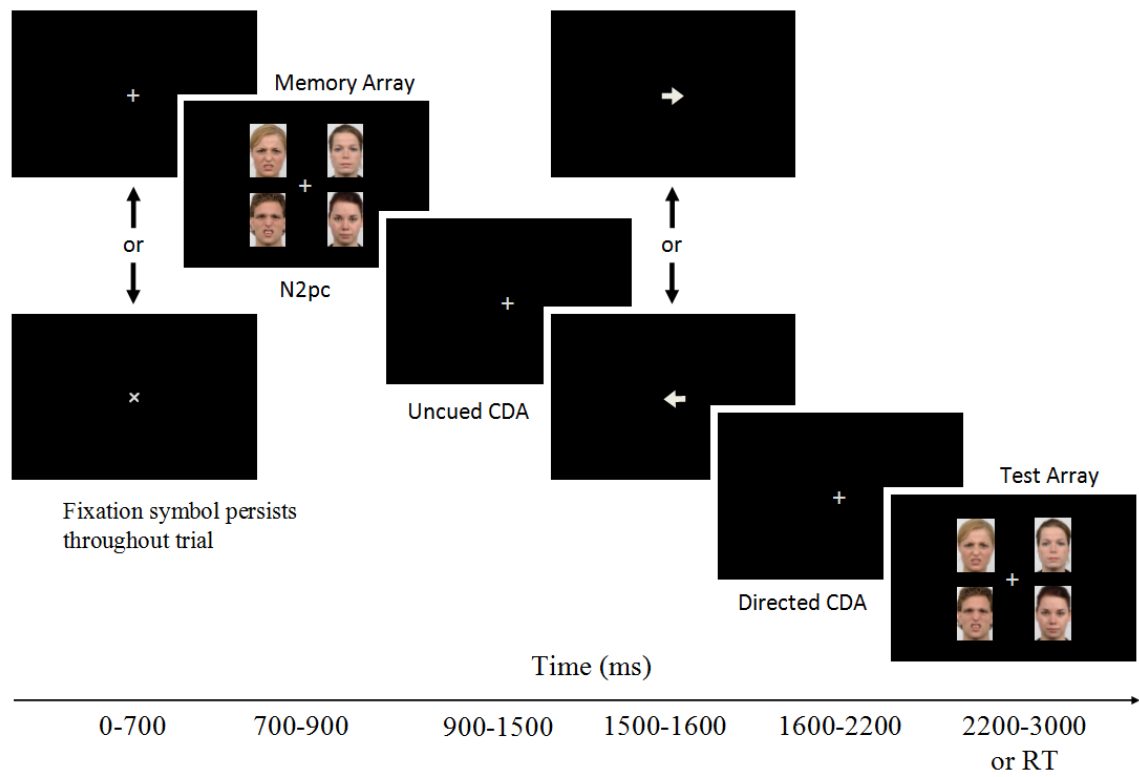 Memory Array
or
N2pc
or
Uncued CDA
Fixation symbol persists
throughout trial
Test Array
Directed CDA
Time (ms)
0-700
700-900
900-1500
1500-1600
1600-2200
2200-3000
or RT